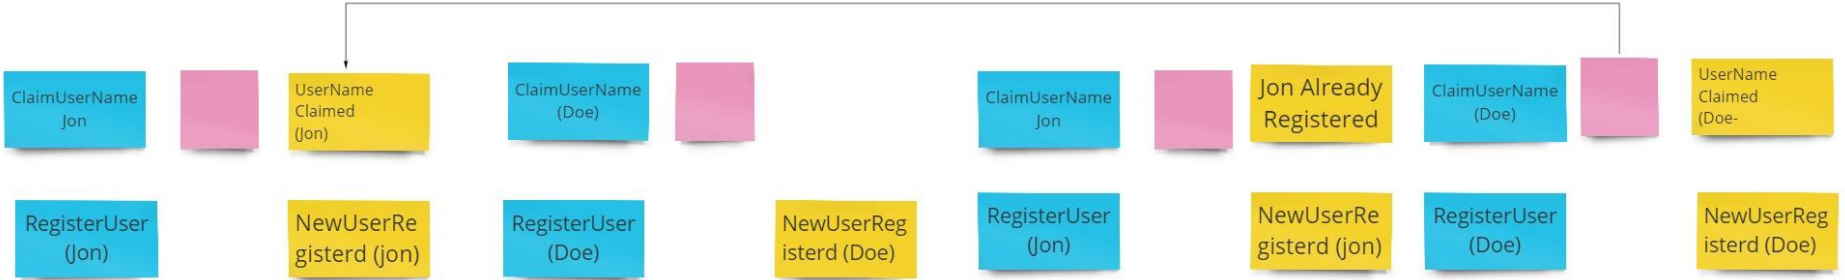 ClaimUserName
Jon
UserName
Claimed
(Jon)
ClaimUserName
(Doe)
ClaimUserName
Jon
Jon Already
Registered
ClaimUserName
(Doe)
UserName
Claimed
(Doe-
RegisterUser
(Jon)
NewUserRe
gisterd (jon)
RegisterUser
(Doe)
NewUserReg
isterd (Doe)
RegisterUser
(Jon)
NewUserRe
gisterd (jon)
RegisterUser
(Doe)
NewUserReg
isterd (Doe)